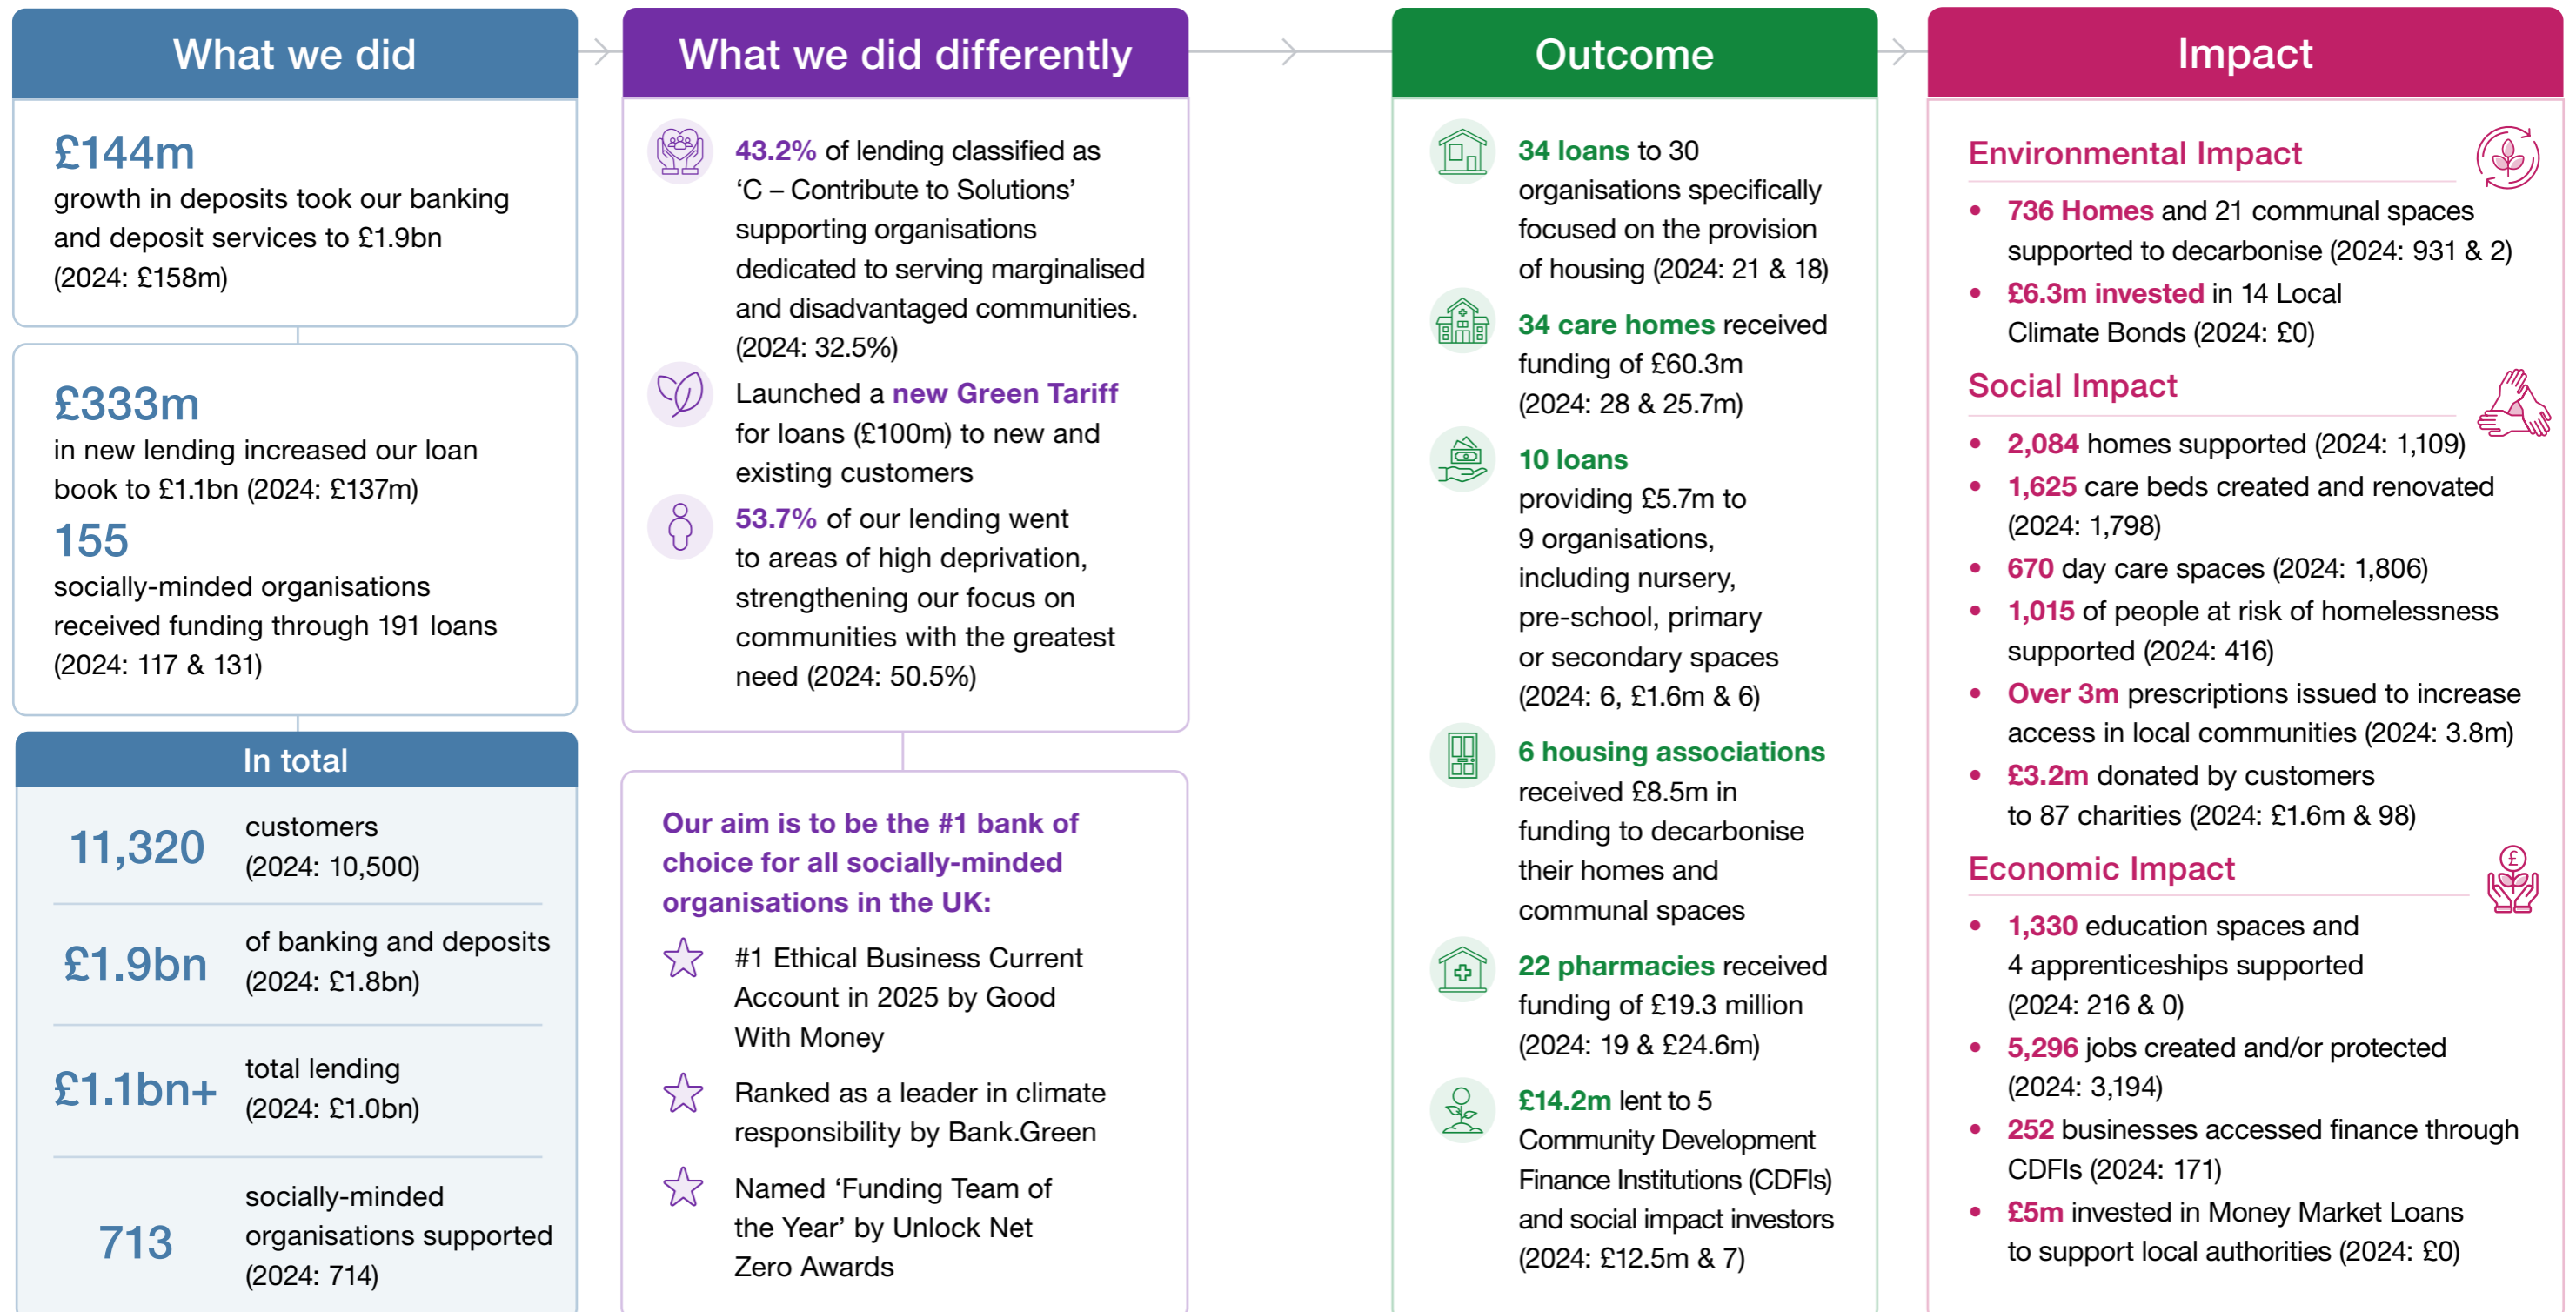 What we did
£144m
growth in deposits took our banking
and deposit services to £1.9bn
(2024: £158m)
£333m
in new lending increased our loan
book to £1.1bn (2024: £137m)
155
socially-minded organisations
received funding through 191 loans
(2024: 117 & 131)
In total
11,320
customers
(2024: 10,500)
£1.9bn
of banking and deposits
(2024: £1.8bn)
£1.1bn+
total lending
(2024: £1.0bn)
713
socially-minded
organisations supported
(2024: 714)
What we did differently
43.2% of lending classified as
‘C – Contribute to Solutions’
supporting organisations
dedicated to serving marginalised
and disadvantaged communities.
(2024: 32.5%)
Launched a new Green Tariff
for loans (£100m) to new and
existing customers
53.7% of our lending went
to areas of high deprivation,
strengthening our focus on
communities with the greatest
need (2024: 50.5%)
Our aim is to be the #1 bank of
choice for all socially-minded
organisations in the UK:
#1 Ethical Business Current
Account in 2025 by Good
With Money
Ranked as a leader in climate
responsibility by Bank.Green
Named ‘Funding Team of
the Year’ by Unlock Net
Zero Awards
Outcome
34 loans to 30
organisations specifically
focused on the provision
of housing (2024: 21 & 18)
34 care homes received
funding of £60.3m
(2024: 28 & 25.7m)
10 loans
providing £5.7m to
9 organisations,
including nursery,
pre-school, primary
or secondary spaces
(2024: 6, £1.6m & 6)
6 housing associations
received £8.5m in
funding to decarbonise
their homes and
communal spaces
22 pharmacies received
funding of £19.3 million
(2024: 19 & £24.6m)
£14.2m lent to 5
Community Development
Finance Institutions (CDFIs)
and social impact investors
(2024: £12.5m & 7)
Impact
Environmental Impact
• 736 Homes and 21 communal spaces
supported to decarbonise (2024: 931 & 2)
• £6.3m invested in 14 Local
Climate Bonds (2024: £0)
Social Impact
• 2,084 homes supported (2024: 1,109)
• 1,625 care beds created and renovated
(2024: 1,798)
• 670 day care spaces (2024: 1,806)
• 1,015 of people at risk of homelessness
supported (2024: 416)
• Over 3m prescriptions issued to increase
access in local communities (2024: 3.8m)
• £3.2m donated by customers
to 87 charities (2024: £1.6m & 98)
Economic Impact
£
• 1,330 education spaces and
4 apprenticeships supported
(2024: 216 & 0)
• 5,296 jobs created and/or protected
(2024: 3,194)
• 252 businesses accessed finance through
CDFIs (2024: 171)
• £5m invested in Money Market Loans
to support local authorities (2024: £0)